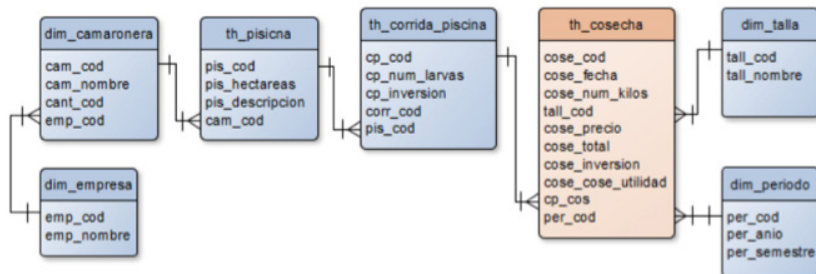 dim_camaronera
cam_cod
cam_nombre
cant_cod
emp_cod
th_pisicna
pis_cod
pis_hectareas
pis_descripcion
cam_cod
th_corrida_piscina
cp_cod
cp_num_larvas
cp_inversion
corr_cod
pis_cod
th_cosecha
cose_cod
cose_fecha
cose_num_kilos
tall_cod
cose_precio
cose_total
cose_inversion
cose_cose_utilidad
cp_cos
per_cod
dim_talla
tall_cod
tall_nombre
dim_empresa
emp_cod
emp_nombre
dim_periodo
per_cod
per_anio
per_semestre